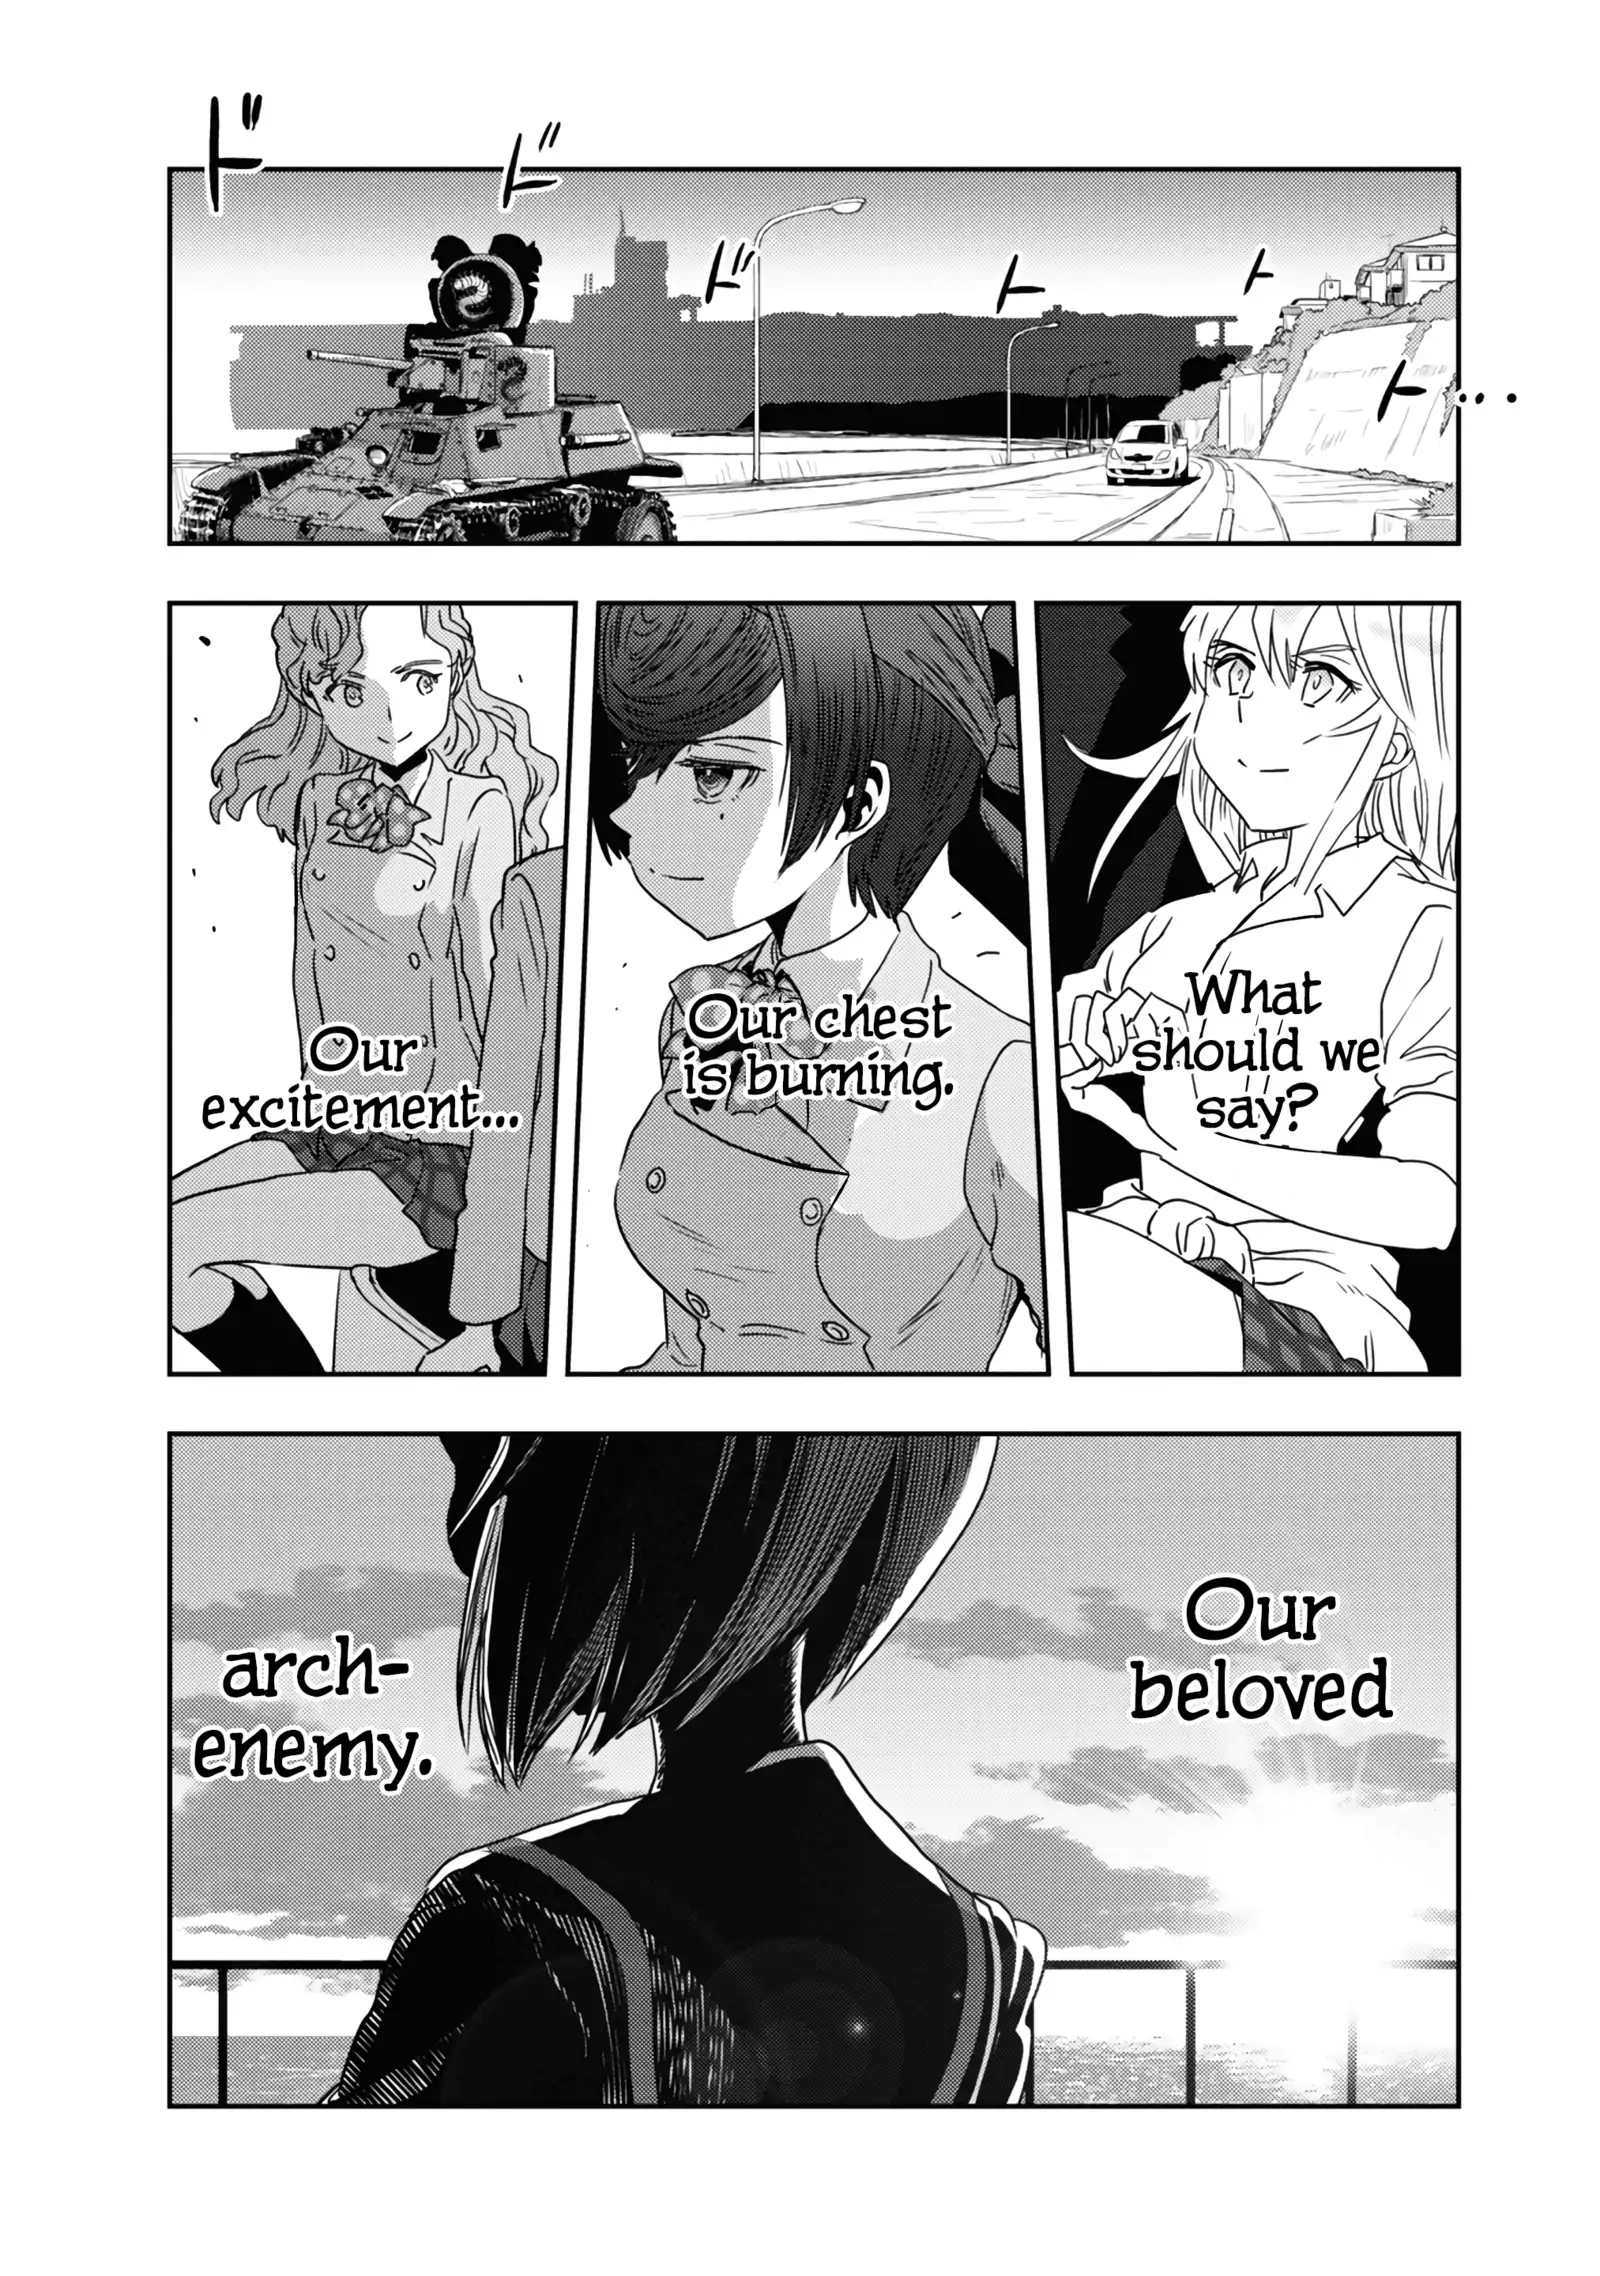 ド
ド
ド
ト
ト
ト...
What
should we
say?
Our chest
is burning.
Our
excitement...
Our
beloved
arch-
enemy.